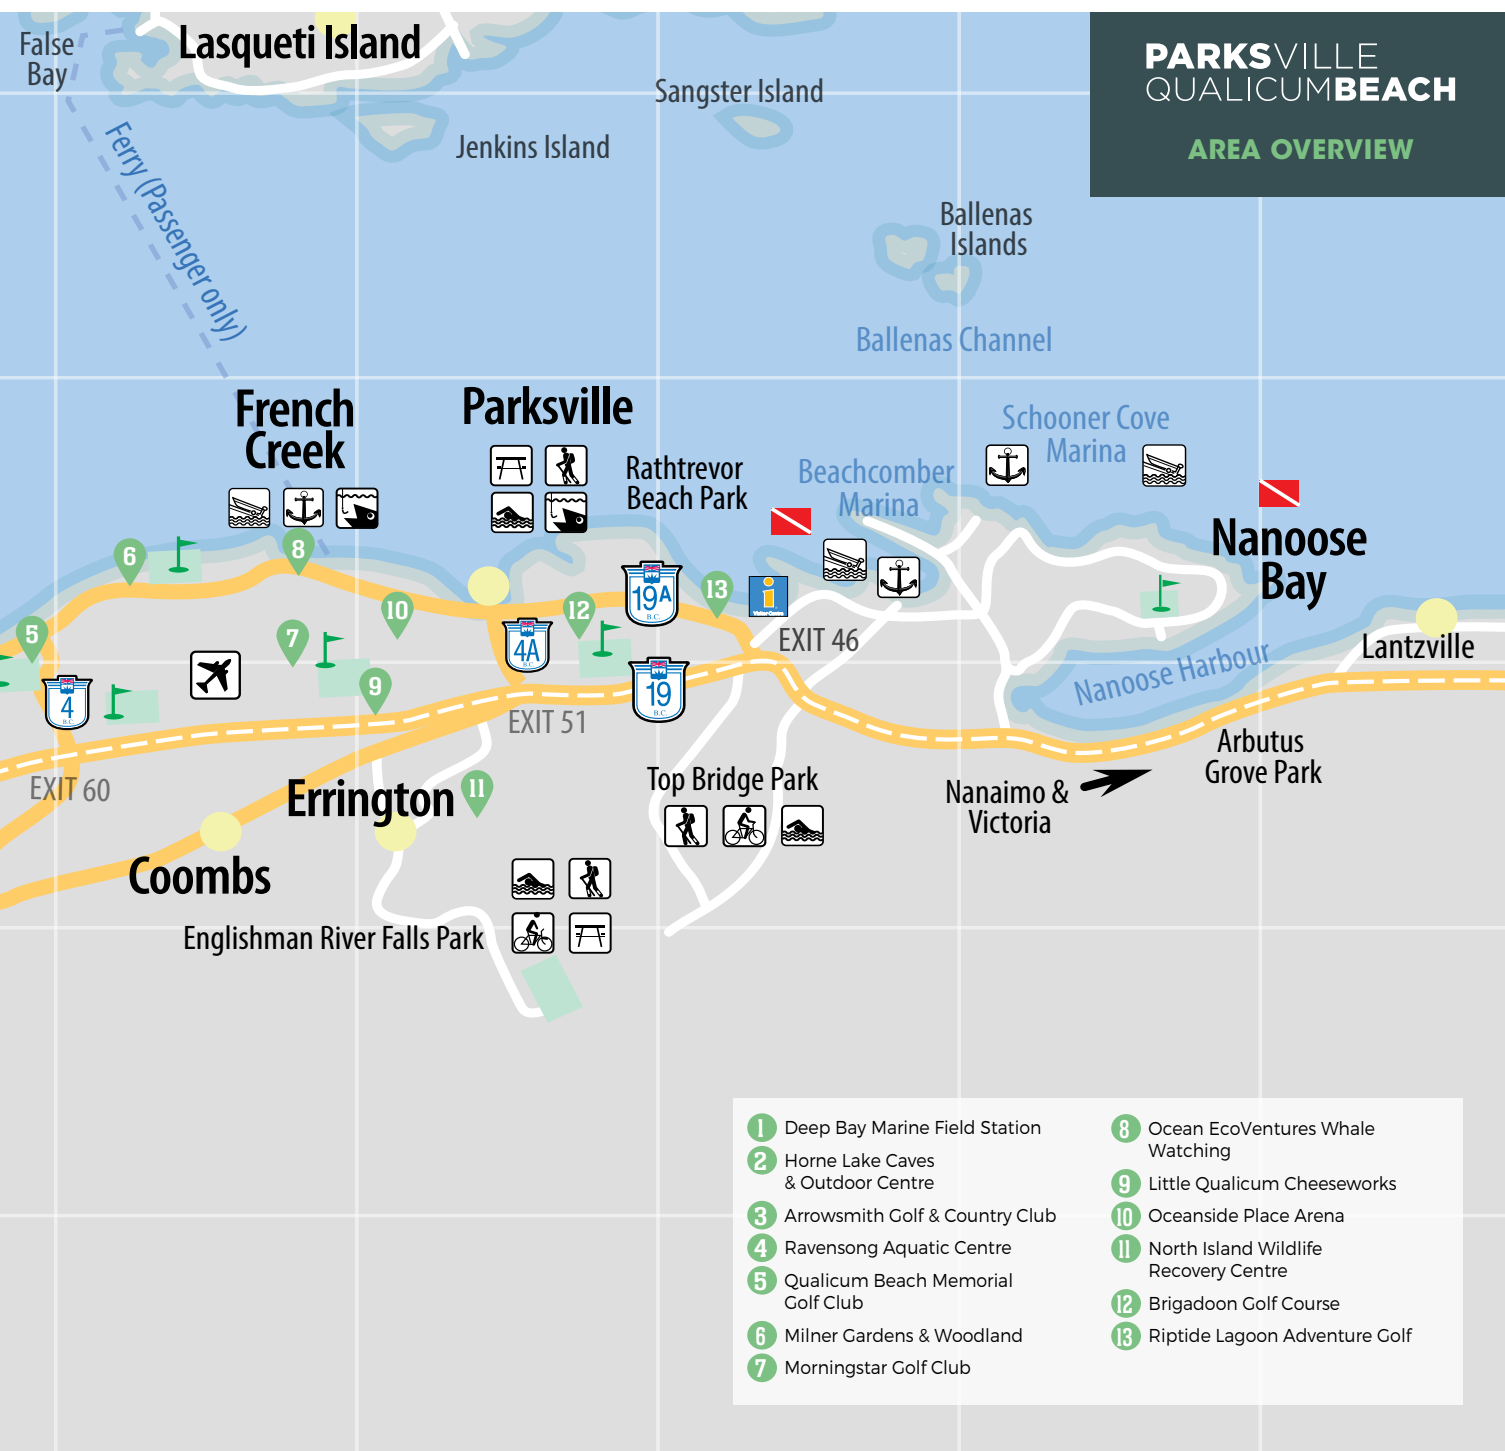 PARKSVILLE
QUALICUMBEACH
AREA OVERVIEW
False
Bay
Lasqueti Island
Sangster Island
Jenkins Island
Ferry (Passenger only)
Ballenas
Islands
Ballenas Channel
French
Creek
Parksville
Rathtrevor
Beach Park
Beachcomber
Marina
Schooner Cove
Marina
Nanoose
Bay
6
8
5
7
10
9
12
13
19A
B.C.
4A
B.C.
19
B.C.
4
B.C.
i
Visitor Centre
EXIT 46
EXIT 51
EXIT 60
Nanoose Harbour
Lantzville
Arbutus
Grove Park
Nanaimo &
Victoria
Errington
11
Top Bridge Park
Coombs
Englishman River Falls Park
1 Deep Bay Marine Field Station
2 Horne Lake Caves
& Outdoor Centre
3 Arrowsmith Golf & Country Club
4 Ravensong Aquatic Centre
5 Qualicum Beach Memorial
Golf Club
6 Milner Gardens & Woodland
7 Morningstar Golf Club
8 Ocean EcoVentures Whale
Watching
9 Little Qualicum Cheeseworks
10 Oceanside Place Arena
11 North Island Wildlife
Recovery Centre
12 Brigadoon Golf Course
13 Riptide Lagoon Adventure Golf